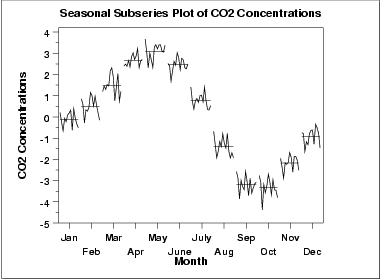 Seasonal Subseries Plot of CO2 Concentrations
4
3
2
1
0
-1
-2
-3
-4
-5
CO2 Concentrations
Jan Mar May July Sep Nov
Feb Apr June Aug Oct Dec
Month